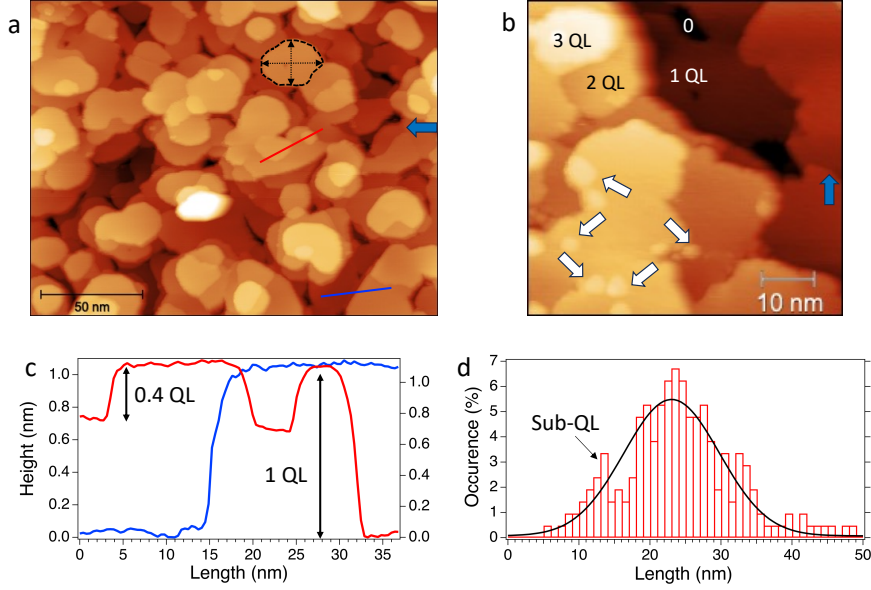 a
50 nm
b
0
3 QL
1 QL
2 QL
10 nm
c
1.0
0.8
0.6
0.4
0.2
0.0
Height (nm)
0.4 QL
1 QL
1.0
0.8
0.6
0.4
0.2
0.0
0 5 10 15 20 25 30 35
Length (nm)
d
7
6
5
4
3
2
1
0
Occurence (%)
Sub-QL
0 10 20 30 40 50
Length (nm)